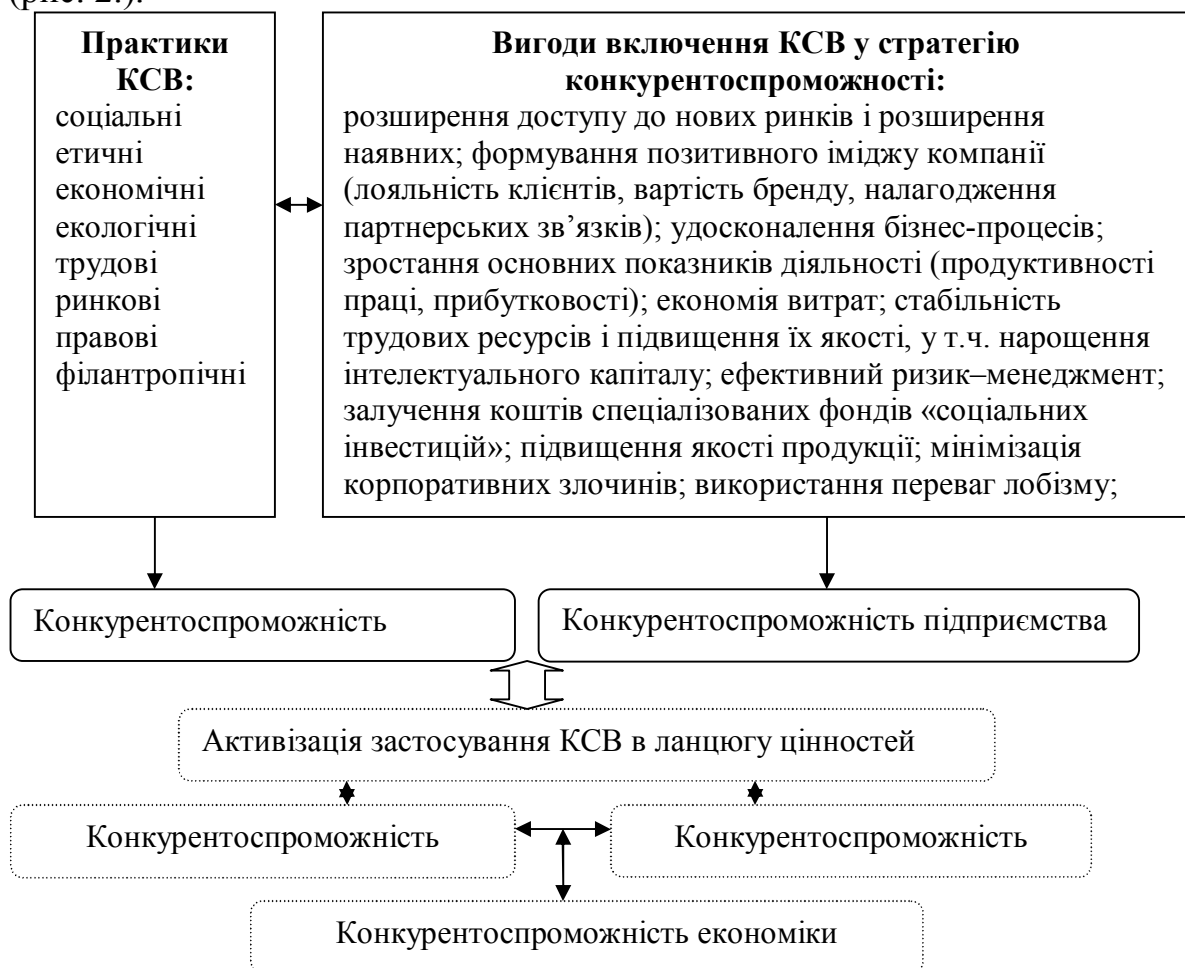 (рис. 2.).
Практики
КСВ:
соціальні
етичні
економічні
екологічні
трудові
ринкові
правові
філантропічні
Вигоди включення КСВ у стратегію
конкурентоспроможності:
розширення доступу до нових ринків і розширення
наявних; формування позитивного іміджу компанії
(лояльність клієнтів, вартість бренду, налагодження
партнерських зв’язків); удосконалення бізнес-процесів;
зростання основних показників діяльності (продуктивності
праці, прибутковості); економія витрат; стабільність
трудових ресурсів і підвищення їх якості, у т.ч. нарощення
інтелектуального капіталу; ефективний ризик–менеджмент;
залучення коштів спеціалізованих фондів «соціальних
інвестицій»; підвищення якості продукції; мінімізація
корпоративних злочинів; використання переваг лобізму;
Конкурентоспроможність
Конкурентоспроможність підприємства
Активізація застосування КСВ в ланцюгу цінностей
Конкурентоспроможність
Конкурентоспроможність
Конкурентоспроможність економіки